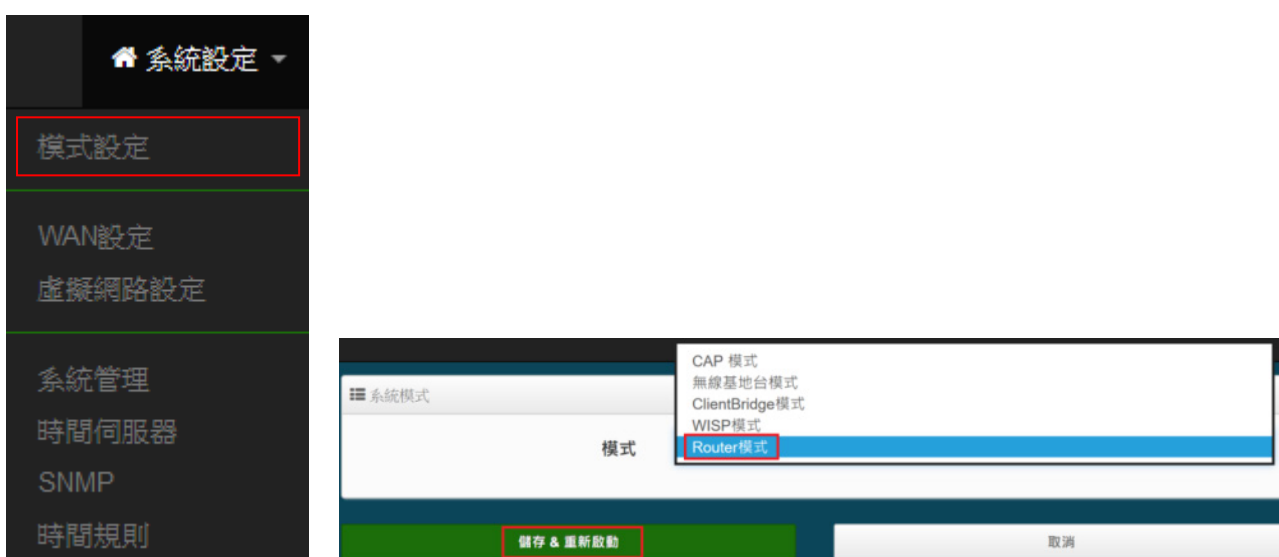 系統設定
模式設定
WAN設定
虛擬網路設定
系統管理
時間伺服器
SNMP
時間規則
系統模式
模式
CAP 模式
無線基地台模式
ClientBridge模式
WISP模式
Router模式
儲存 & 重新啟動
取消